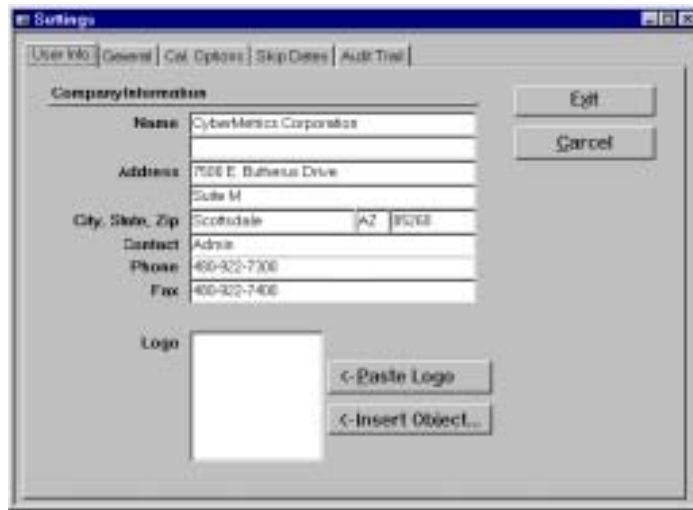 Settings
User Info General Cal. Options Skip Dates Audit Trail
Company Information
Exit
Name CyberMetrics Corporation
Cancel
Address 7500 E. Butherus Drive
Suite M
City, State, Zip Scottsdale AZ 85260
Contact Admin
Phone 480-922-7300
Fax 480-922-7400
Logo
<-Paste Logo
<-Insert Object...